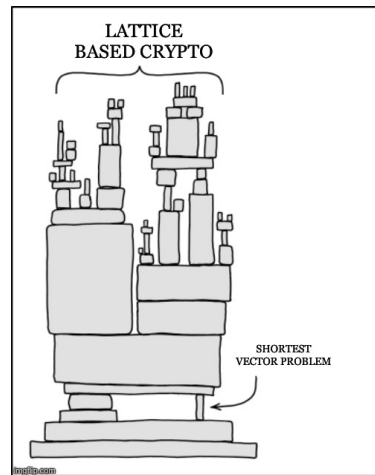 LATTICE
BASED CRYPTO
SHORTEST
VECTOR PROBLEM
imgflip.com